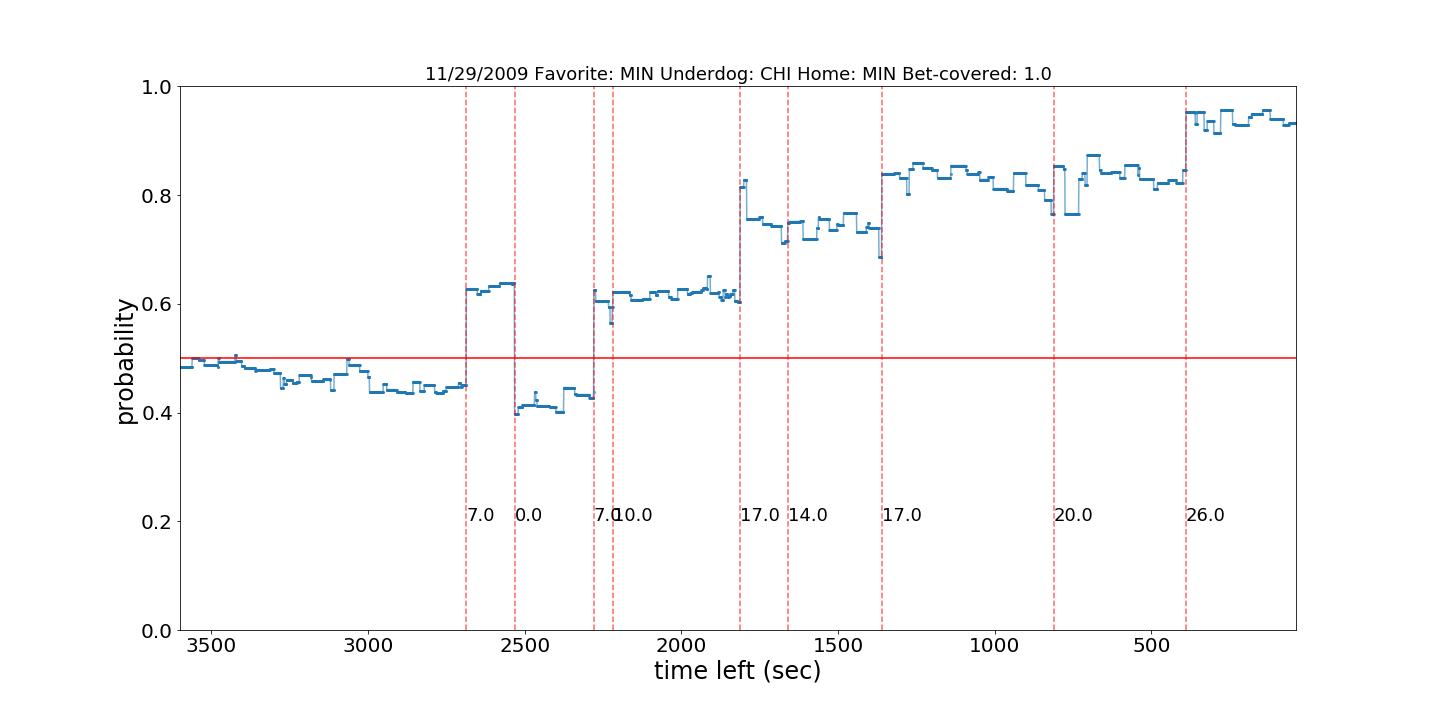 11/29/2009 Favorite: MIN Underdog: CHI Home: MIN Bet-covered: 1.0
1.0
0.8
0.6
0.4
0.2
0.0
probability
7.0 0.0 7.0 10.0 17.0 14.0 17.0 20.0 26.0
3500 3000 2500 2000 1500 1000 500
time left (sec)